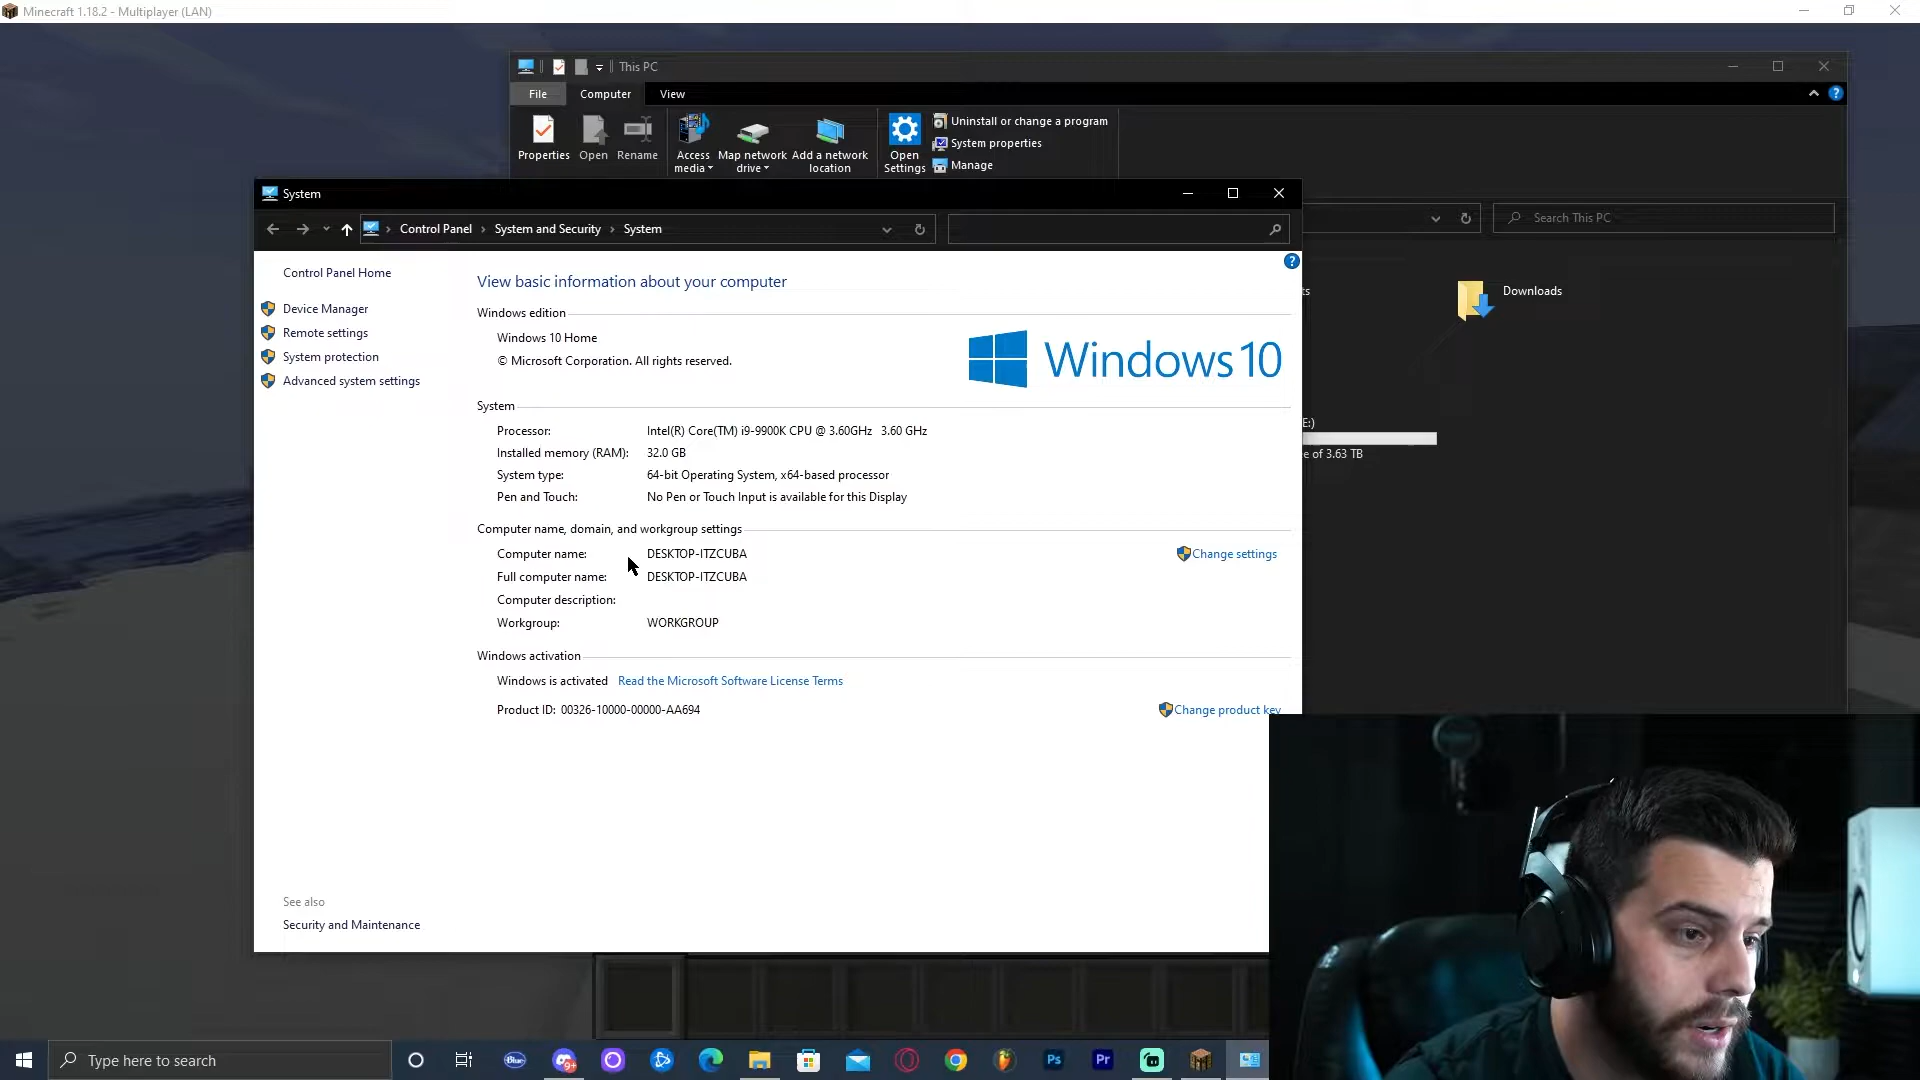 Minecraft 1.18.2 - Multiplayer (LAN)
This PC
File Computer View
Properties Open Rename Access media Map network drive Add a network location Open Settings
Uninstall or change a program
System properties
Manage
System
Control Panel System and Security System
Search This PC
Control Panel Home
Device Manager
Remote settings
System protection
Advanced system settings
View basic information about your computer
Windows edition
Windows 10 Home
© Microsoft Corporation. All rights reserved.
Windows 10
System
Processor: Intel(R) Core(TM) i9-9900K CPU @ 3.60GHz 3.60 GHz
Installed memory (RAM): 32.0 GB
System type: 64-bit Operating System, x64-based processor
Pen and Touch: No Pen or Touch Input is available for this Display
Computer name, domain, and workgroup settings
Computer name: DESKTOP-ITZCUBA
Change settings
Full computer name: DESKTOP-ITZCUBA
Computer description:
Workgroup: WORKGROUP
Windows activation
Windows is activated Read the Microsoft Software License Terms
Product ID: 00326-10000-00000-AA694
Change product key
See also
Security and Maintenance
ts
Downloads
E:)
e of 3.63 TB
Type here to search
Blue
9+
Ps
Pr